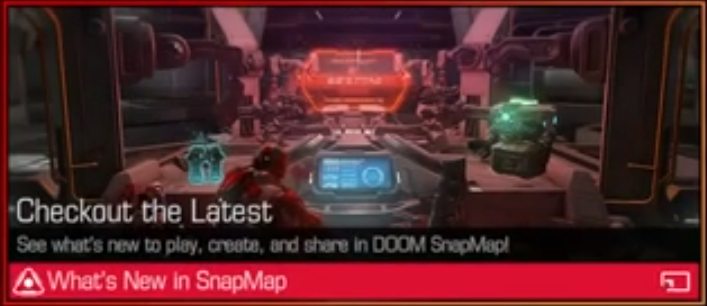 Checkout the Latest
See what's new to play, create, and share in DOOM SnapMap!
What's New in SnapMap